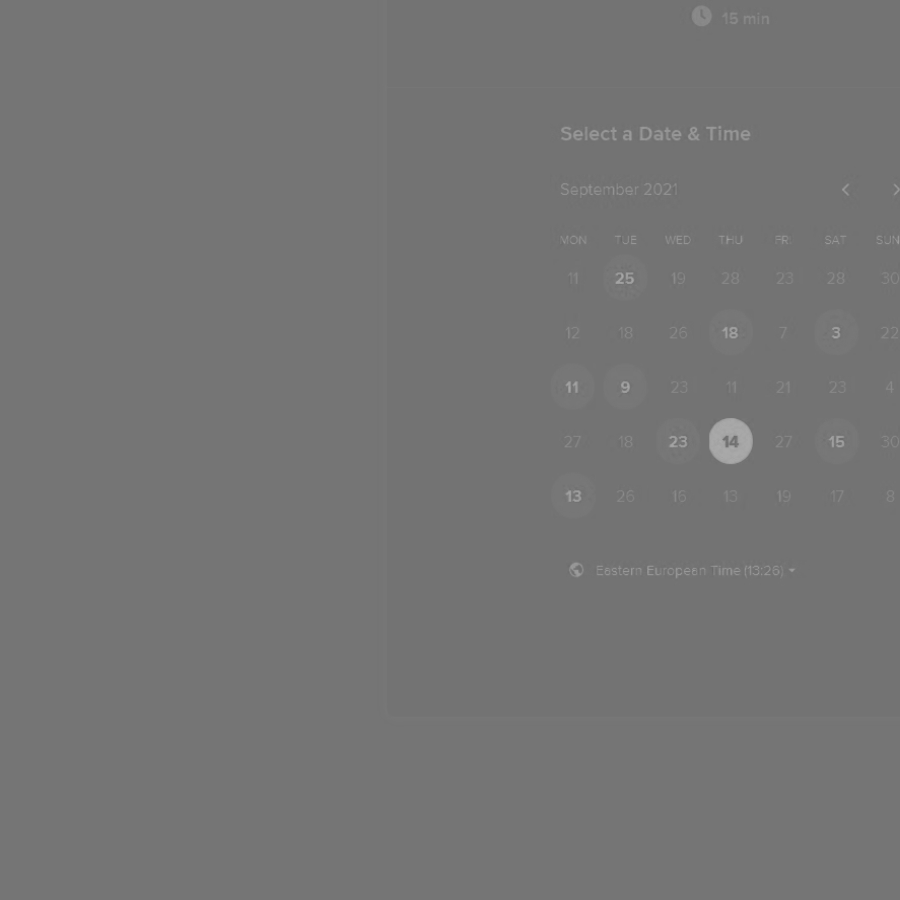 15 min
Select a Date & Time
September 2021
MON TUE WED THU FRI SAT SUN
11 25 19 28 23 28 30
12 18 26 18 7 3 22
11 9 23 11 21 23 4
27 18 23 14 27 15 30
13 26 15 13 19 17 8
Eastern European Time (13:26)